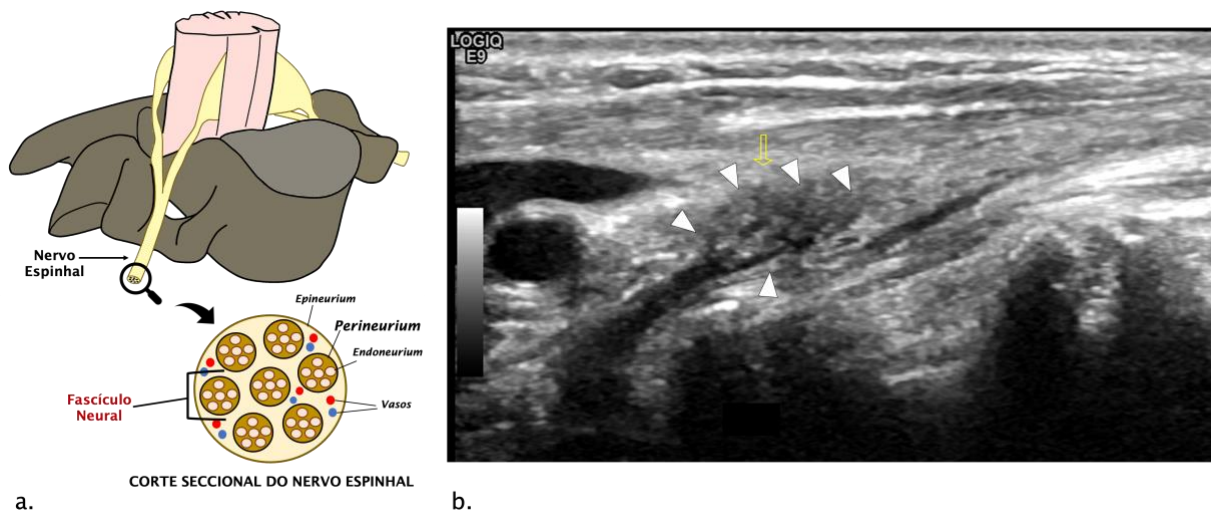 Nervo
Espinhal
Epineurium
Perineurium
Endoneurium
Fascículo
Neural
Vasos
CORTE SECCIONAL DO NERVO ESPINHAL
a.
LOGIQ
E9
b.